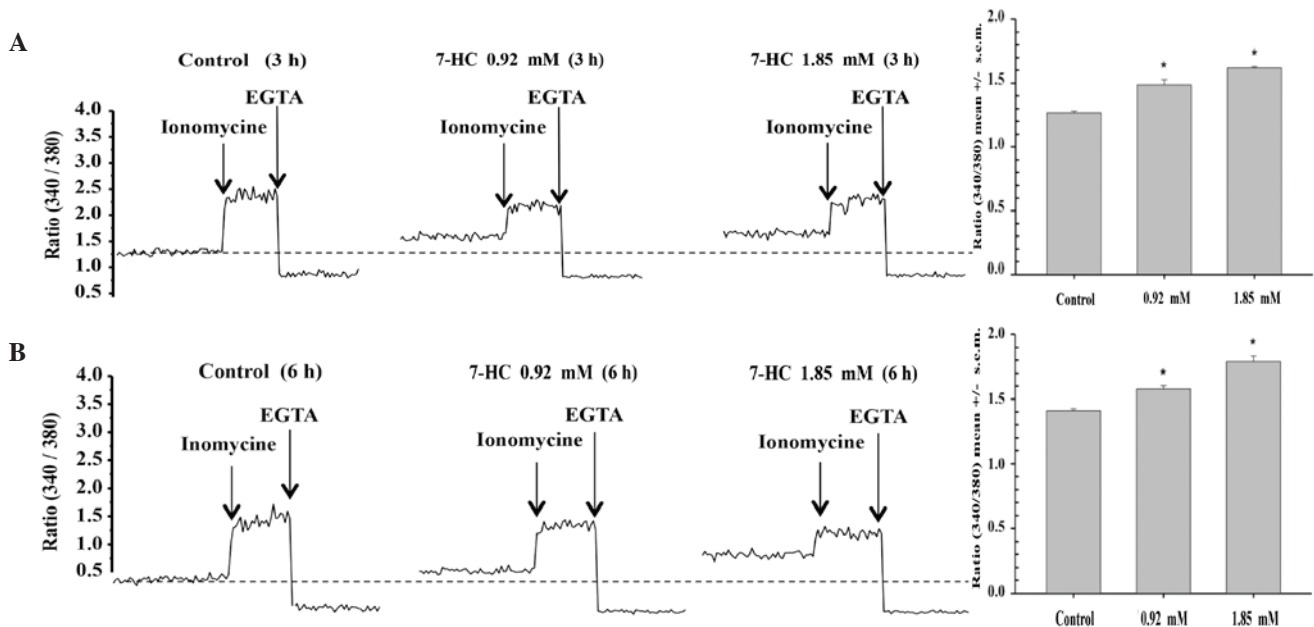 A
Control (3 h)
7-HC 0.92 mM (3 h)
7-HC 1.85 mM (3 h)
EGTA
EGTA
EGTA
Ionomycine
Ionomycine
Ionomycine
Ratio (340 / 380)
4.0
3.5
3.0
2.5
2.0
1.5
1.0
0.5
Ratio (340/380) mean +/- s.e.m.
2.0
1.5
1.0
0.5
0.0
*
*
Control
0.92 mM
1.85 mM
B
Control (6 h)
7-HC 0.92 mM (6 h)
7-HC 1.85 mM (6 h)
EGTA
EGTA
EGTA
Inomycine
Ionomycine
Ionomycine
Ratio (340 / 380)
4.0
3.5
3.0
2.5
2.0
1.5
1.0
0.5
Ratio (340/380) mean +/- s.e.m.
2.0
1.5
1.0
0.5
0.0
*
*
Control
0.92 mM
1.85 mM